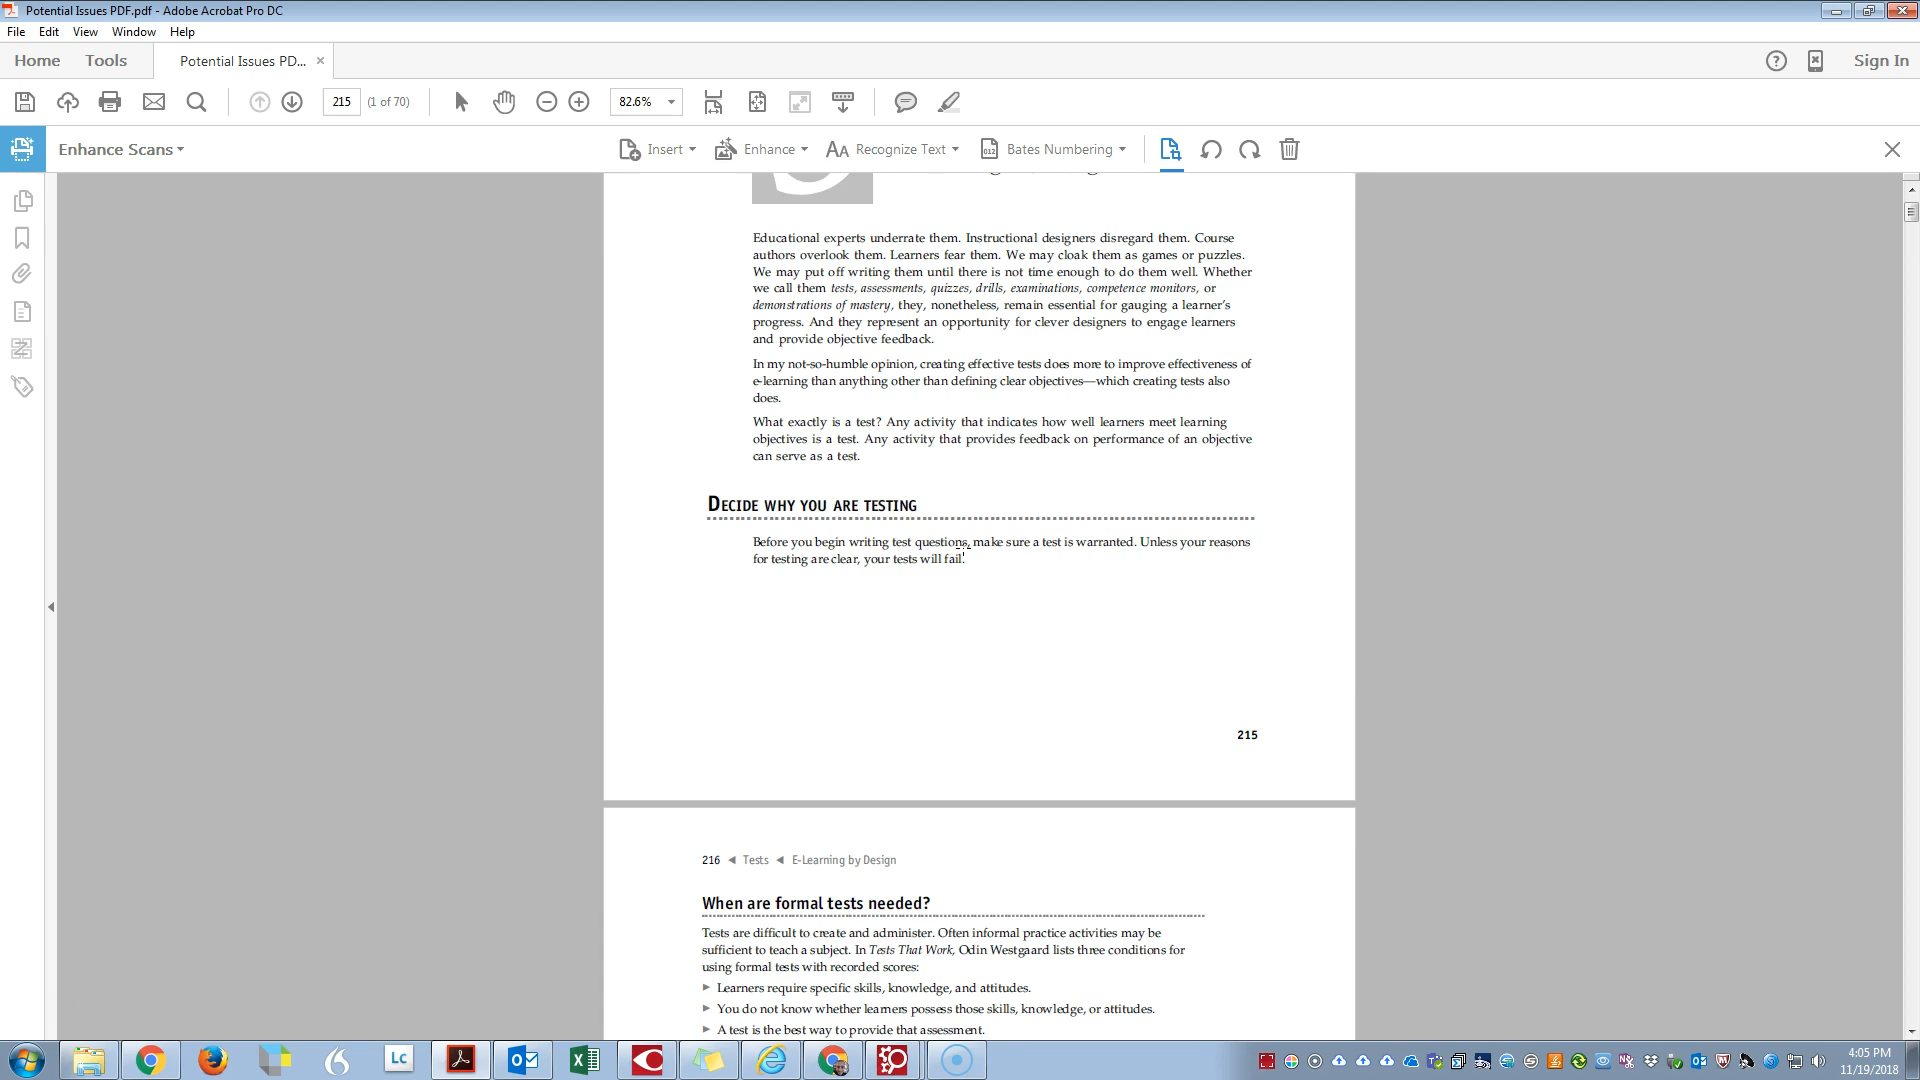 Potential Issues PDF.pdf - Adobe Acrobat Pro DC
File Edit View Window Help
Home Tools Potential Issues PD... Sign In
215 (1 of 70) 82.6%
Enhance Scans Insert Enhance Recognize Text Bates Numbering
Educational experts underrate them. Instructional designers disregard them. Course
authors overlook them. Learners fear them. We may cloak them as games or puzzles.
We may put off writing them until there is not time enough to do them well. Whether
we call them tests, assessments, quizzes, drills, examinations, competence monitors, or
demonstrations of mastery, they, nonetheless, remain essential for gauging a learner's
progress. And they represent an opportunity for clever designers to engage learners
and provide objective feedback.
In my not-so-humble opinion, creating effective tests does more to improve effectiveness of
e-learning than anything other than defining clear objectives—which creating tests also
does.
What exactly is a test? Any activity that indicates how well learners meet learning
objectives is a test. Any activity that provides feedback on performance of an objective
can serve as a test.
DECIDE WHY YOU ARE TESTING
Before you begin writing test questions, make sure a test is warranted. Unless your reasons
for testing are clear, your tests will fail.
215
216 ◄ Tests ◄ E-Learning by Design
When are formal tests needed?
Tests are difficult to create and administer. Often informal practice activities may be
sufficient to teach a subject. In Tests That Work, Odin Westgaard lists three conditions for
using formal tests with recorded scores:
► Learners require specific skills, knowledge, and attitudes.
► You do not know whether learners possess those skills, knowledge, or attitudes.
► A test is the best way to provide that assessment.
Lc
4:05 PM
11/19/2018